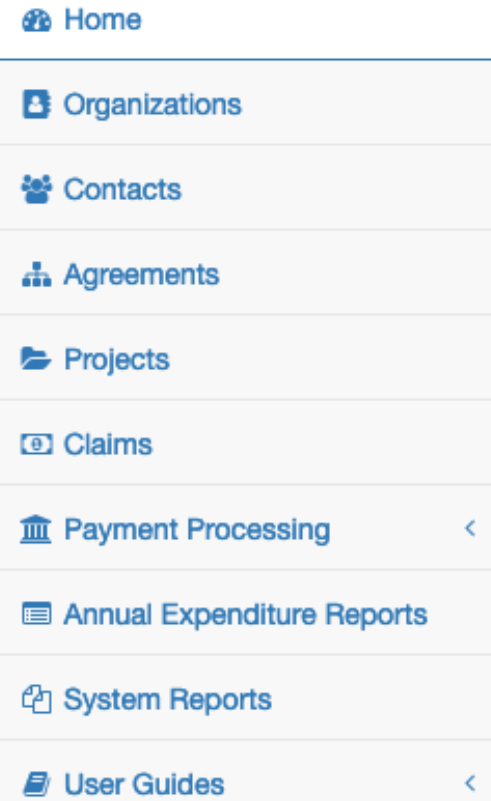 Home
Organizations
Contacts
Agreements
Projects
Claims
Payment Processing
Annual Expenditure Reports
System Reports
User Guides